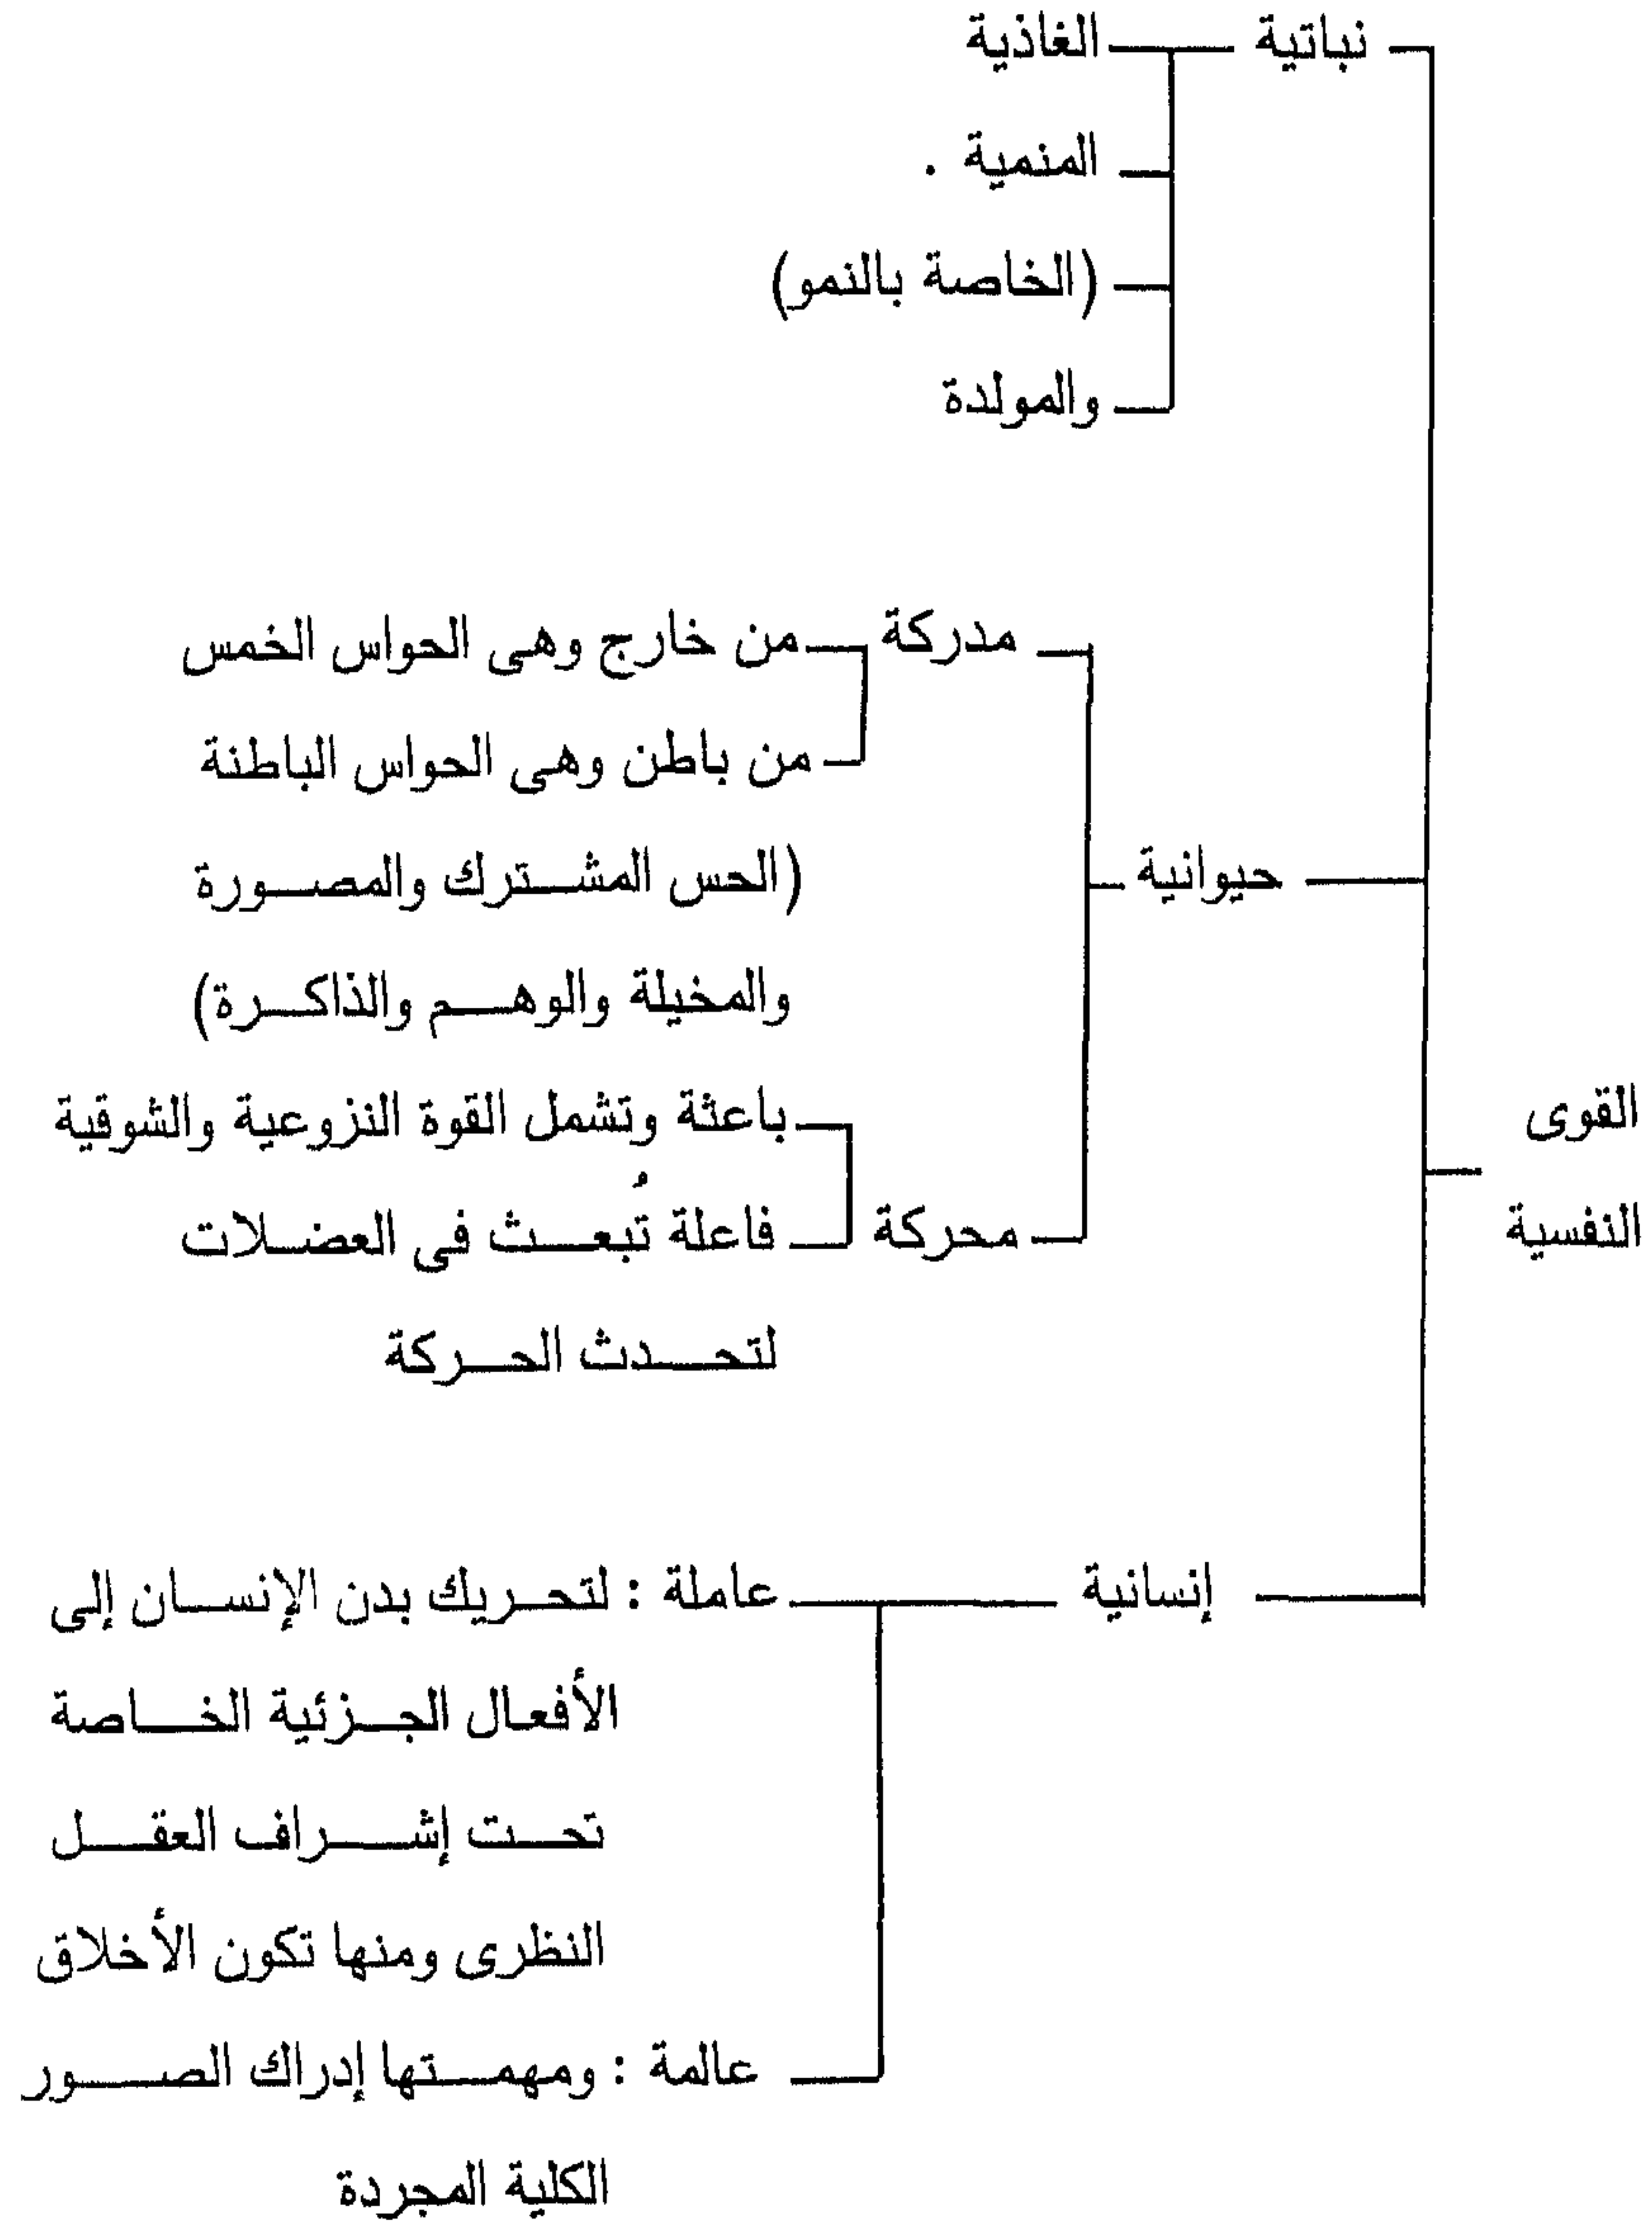 نباتية الغاذية
المنمية .
(الخاصة بالنمو)
والمولدة
مدركة من خارج وهى الحواس الخمس
من باطن وهى الحواس الباطنة
(الحس المشترك والمصورة
حيوانية
والمخيلة والوهم والذاكرة)
القوى
باعثة وتشمل القوة النزوعية والشوقية
النفسية
محركة فاعلة تُبعث فى العضلات
لتحدث الحركة
إنسانية عاملة : لتحريك بدن الإنسان إلى
الأفعال الجزئية الخاصة
تحت إشراف العقل
النظرى ومنها تكون الأخلاق
عالمة : ومهمتها إدراك الصور
الكلية المجردة